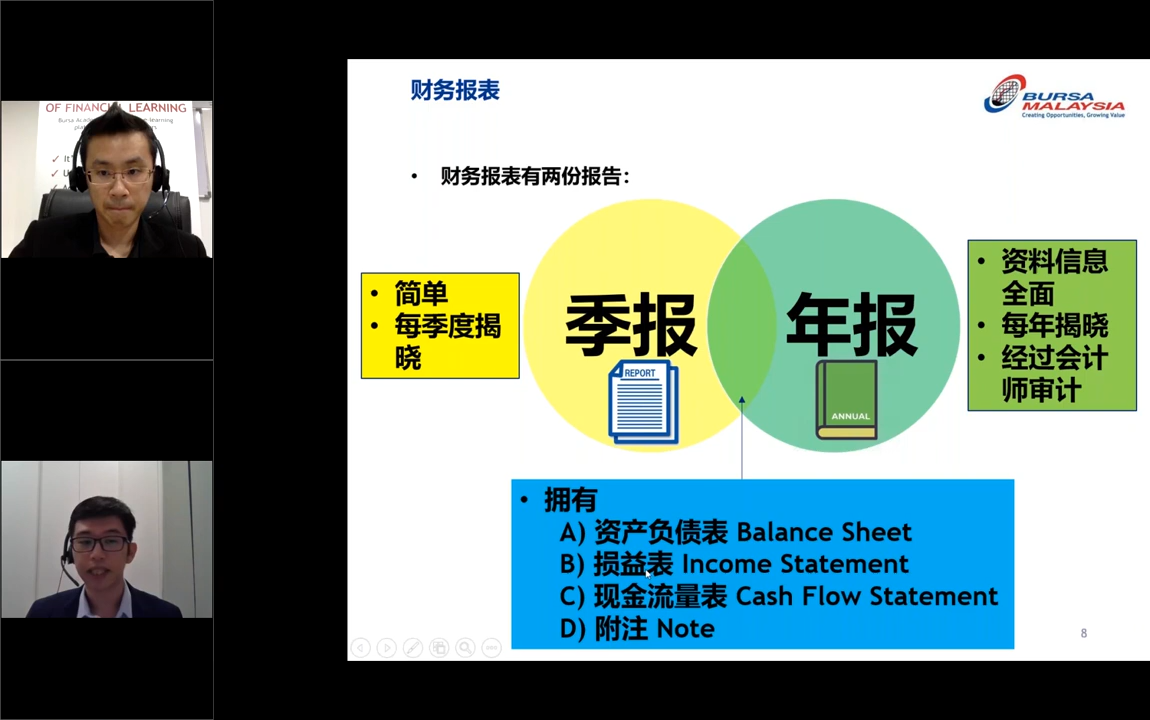 OF FINANCIAL LEARNING
财务报表
BURSA
MALAYSIA
Creating Opportunities, Growing Value
• 财务报表有两份报告：
• 简单
• 每季度揭
晓
季报
REPORT
年报
ANNUAL
• 资料信息
全面
• 每年揭晓
• 经过会计
师审计
• 拥有
A) 资产负债表 Balance Sheet
B) 损益表 Income Statement
C) 现金流量表 Cash Flow Statement
D) 附注 Note
8